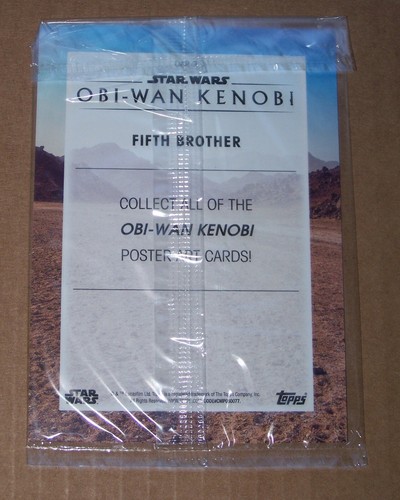 STAR WARS
OBI-WAN KENOBI
FIFTH BROTHER
COLLECT ALL OF THE
OBI-WAN KENOBI
POSTER ART CARDS!
STAR
WARS
Topps